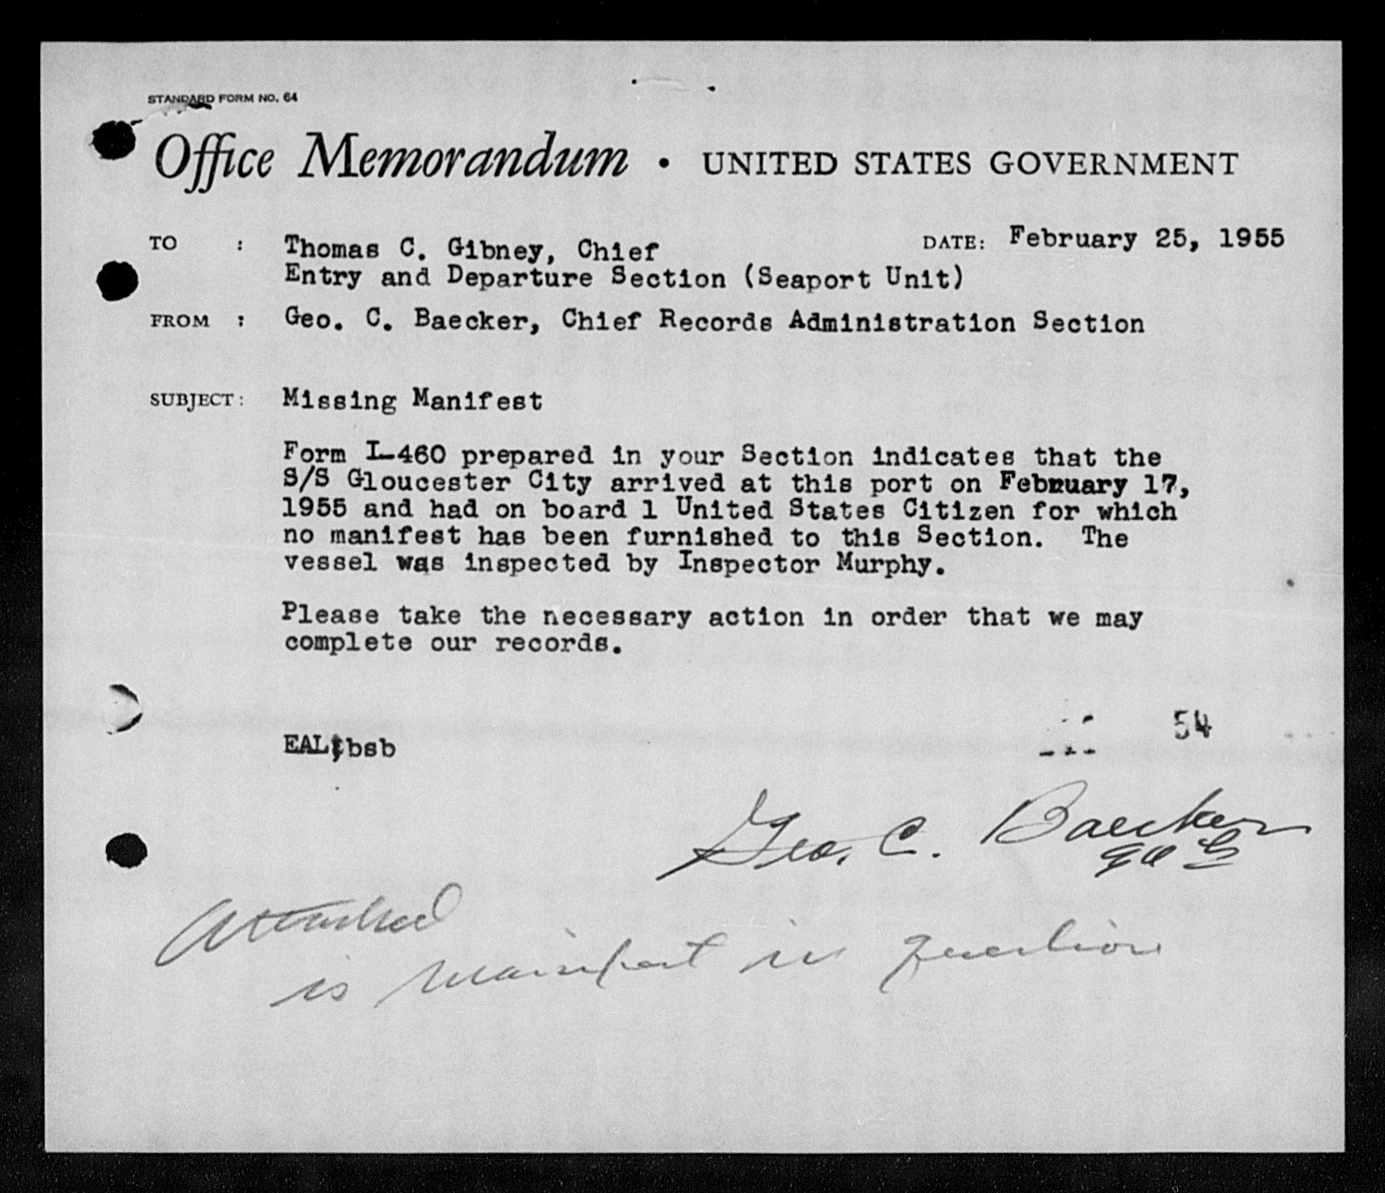 STANDARD FORM NO. 64
Office Memorandum • UNITED STATES GOVERNMENT
TO : Thomas C. Gibney, Chief DATE: February 25, 1955
Entry and Departure Section (Seaport Unit)
FROM : Geo. C. Baecker, Chief Records Administration Section
SUBJECT: Missing Manifest
Form I-460 prepared in your Section indicates that the
S/S Gloucester City arrived at this port on February 17,
1955 and had on board 1 United States Citizen for which
no manifest has been furnished to this Section. The
vessel was inspected by Inspector Murphy.
Please take the necessary action in order that we may
complete our records.
54
EAL:bsb
Geo. C. Baecker
Attached
is manifest in question